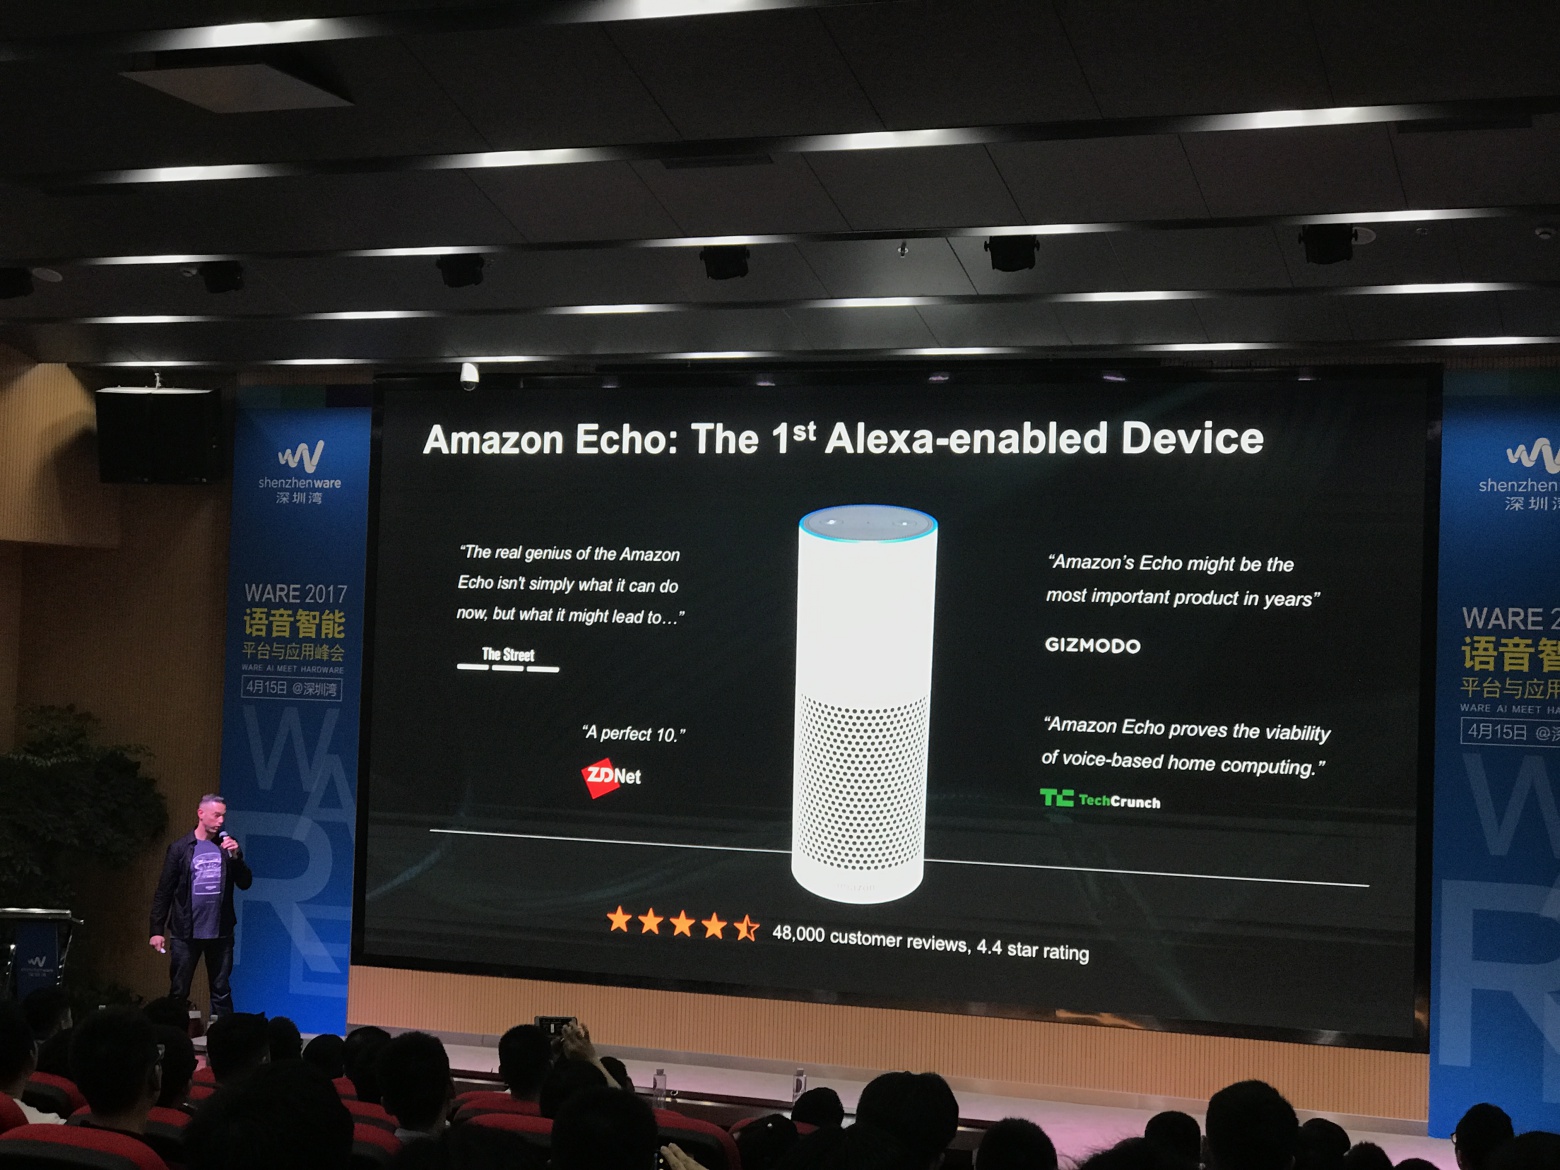 Amazon Echo: The 1st Alexa-enabled Device
“The real genius of the Amazon
Echo isn't simply what it can do
now, but what it might lead to…”
The Street
“A perfect 10.”
ZDNet
“Amazon’s Echo might be the
most important product in years”
GIZMODO
“Amazon Echo proves the viability
of voice-based home computing.”
TC TechCrunch
48,000 customer reviews, 4.4 star rating
shenzhenware
深圳湾
WARE 2017
语音智能
平台与应用峰会
WARE AI MEET HARDWARE
4月15日 @深圳湾
WARE
shenzhen
深圳
WARE 2
语音智
平台与应用
WARE AI MEET HA
4月15日 @
W
R